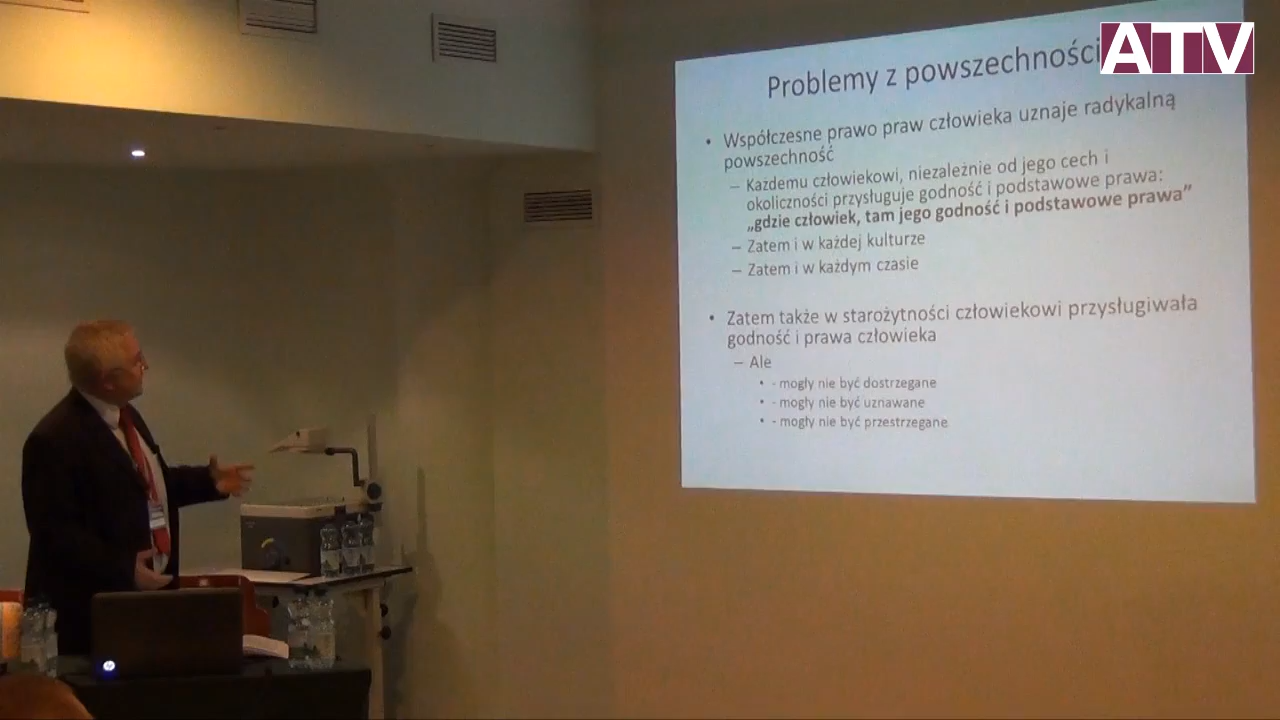 ATV
Problemy z powszechności
• Współczesne prawo praw człowieka uznaje radykalną
powszechność
– Każdemu człowiekowi, niezależnie od jego cech i
okoliczności przysługuje godność i podstawowe prawa:
„gdzie człowiek, tam jego godność i podstawowe prawa”
– Zatem i w każdej kulturze
– Zatem i w każdym czasie
• Zatem także w starożytności człowiekowi przysługiwała
godność i prawa człowieka
– Ale
• - mogły nie być dostrzegane
• - mogły nie być uznawane
• - mogły nie być przestrzegane